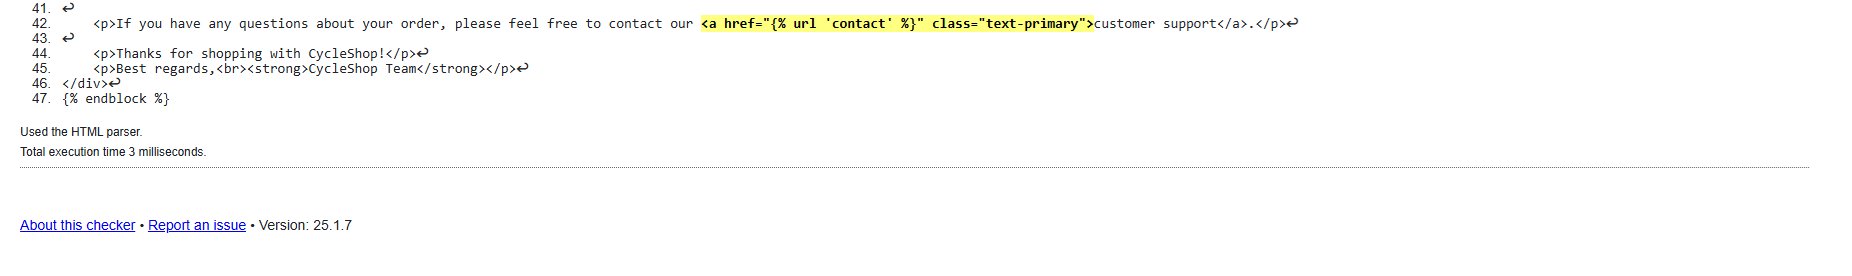 41. ↩
42.     <p>If you have any questions about your order, please feel free to contact our <a href="{% url 'contact' %}" class="text-primary">customer support</a>.</p>↩
43. ↩
44.     <p>Thanks for shopping with CycleShop!</p>↩
45.     <p>Best regards,<br><strong>CycleShop Team</strong></p>↩
46. </div>↩
47. {% endblock %}
Used the HTML parser.
Total execution time 3 milliseconds.
About this checker • Report an issue • Version: 25.1.7